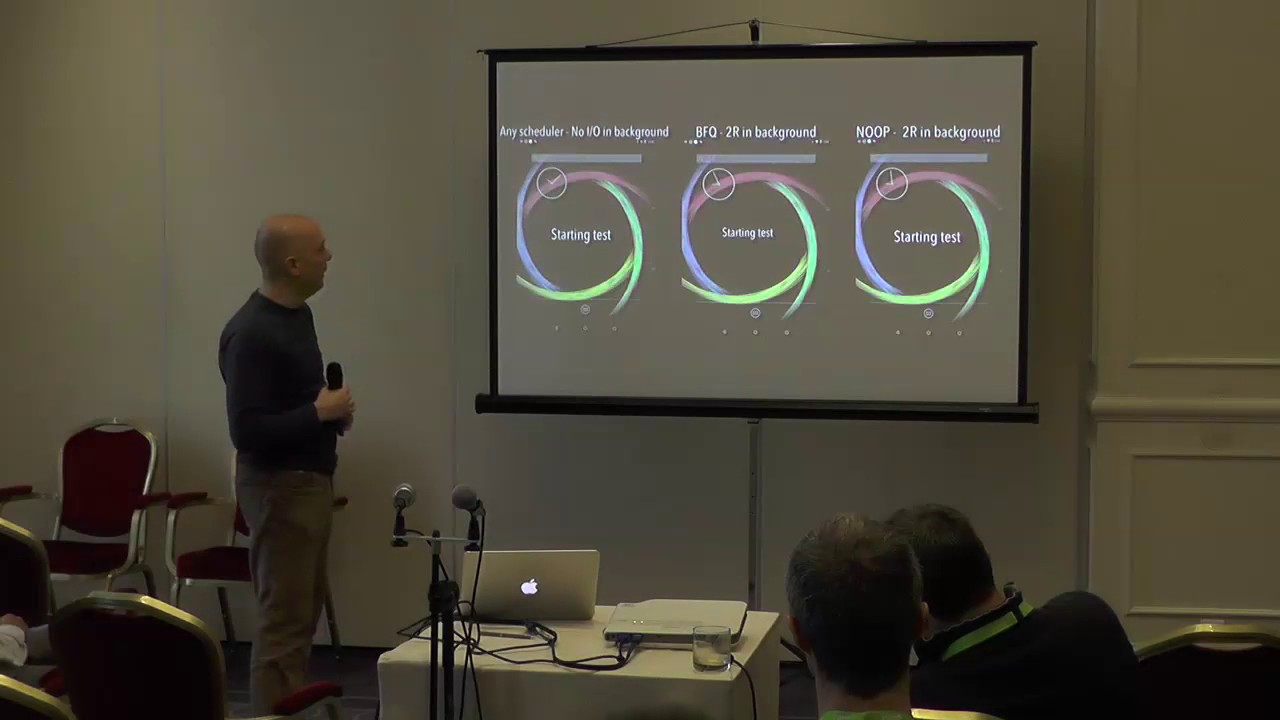 Any scheduler - No I/O in background
BFQ - 2R in background
NOOP - 2R in background
Starting test
Starting test
Starting test